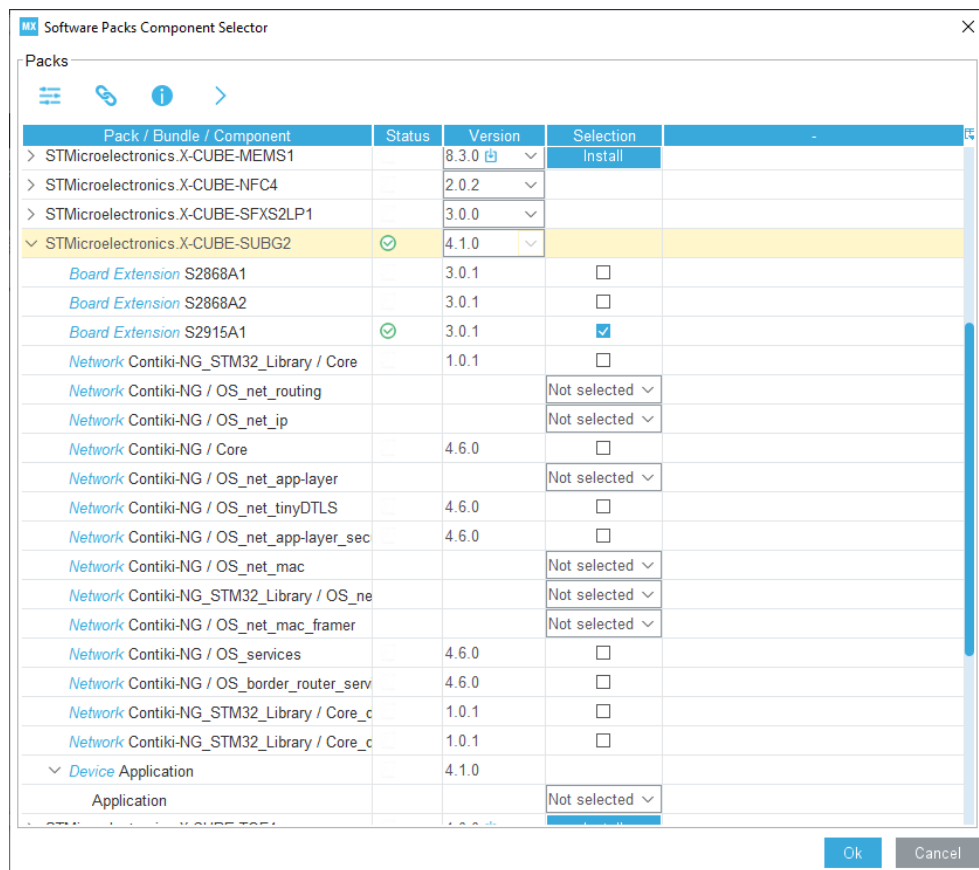 MX Software Packs Component Selector
Packs
Pack / Bundle / Component Status Version Selection -
STMicroelectronics.X-CUBE-MEMS1 8.3.0 Install
STMicroelectronics.X-CUBE-NFC4 2.0.2
STMicroelectronics.X-CUBE-SFXS2LP1 3.0.0
STMicroelectronics.X-CUBE-SUBG2 4.1.0
Board Extension S2868A1 3.0.1
Board Extension S2868A2 3.0.1
Board Extension S2915A1 3.0.1
Network Contiki-NG_STM32_Library / Core 1.0.1
Network Contiki-NG / OS_net_routing Not selected
Network Contiki-NG / OS_net_ip Not selected
Network Contiki-NG / Core 4.6.0
Network Contiki-NG / OS_net_app-layer Not selected
Network Contiki-NG / OS_net_tinyDTLS 4.6.0
Network Contiki-NG / OS_net_app-layer_sec 4.6.0
Network Contiki-NG / OS_net_mac Not selected
Network Contiki-NG_STM32_Library / OS_ne Not selected
Network Contiki-NG / OS_net_mac_framer Not selected
Network Contiki-NG / OS_services 4.6.0
Network Contiki-NG / OS_border_router_serv 4.6.0
Network Contiki-NG_STM32_Library / Core_c 1.0.1
Network Contiki-NG_STM32_Library / Core_c 1.0.1
Device Application 4.1.0
Application Not selected
Ok Cancel